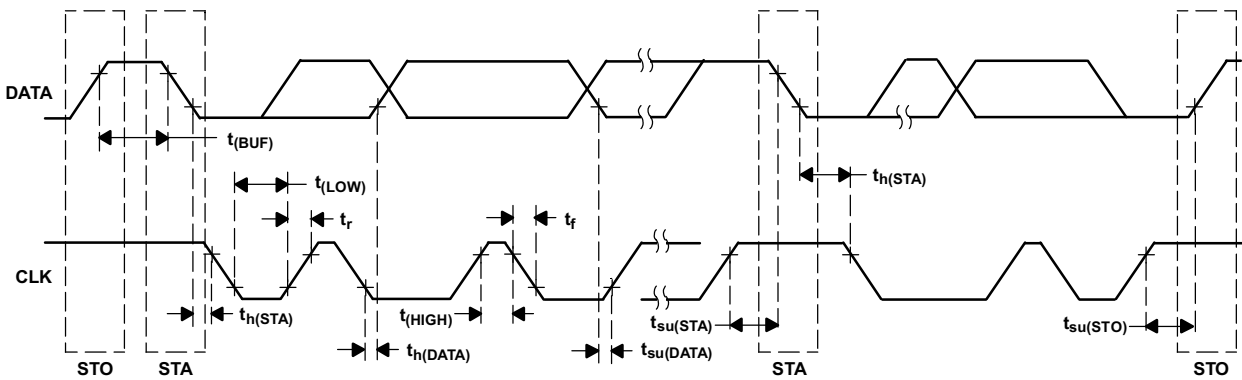 DATA
t(BUF)
t(LOW)
th(STA)
tr
tf
CLK
th(STA)
t(HIGH)
tsu(STA)
tsu(STO)
th(DATA)
tsu(DATA)
STO
STA
STA
STO